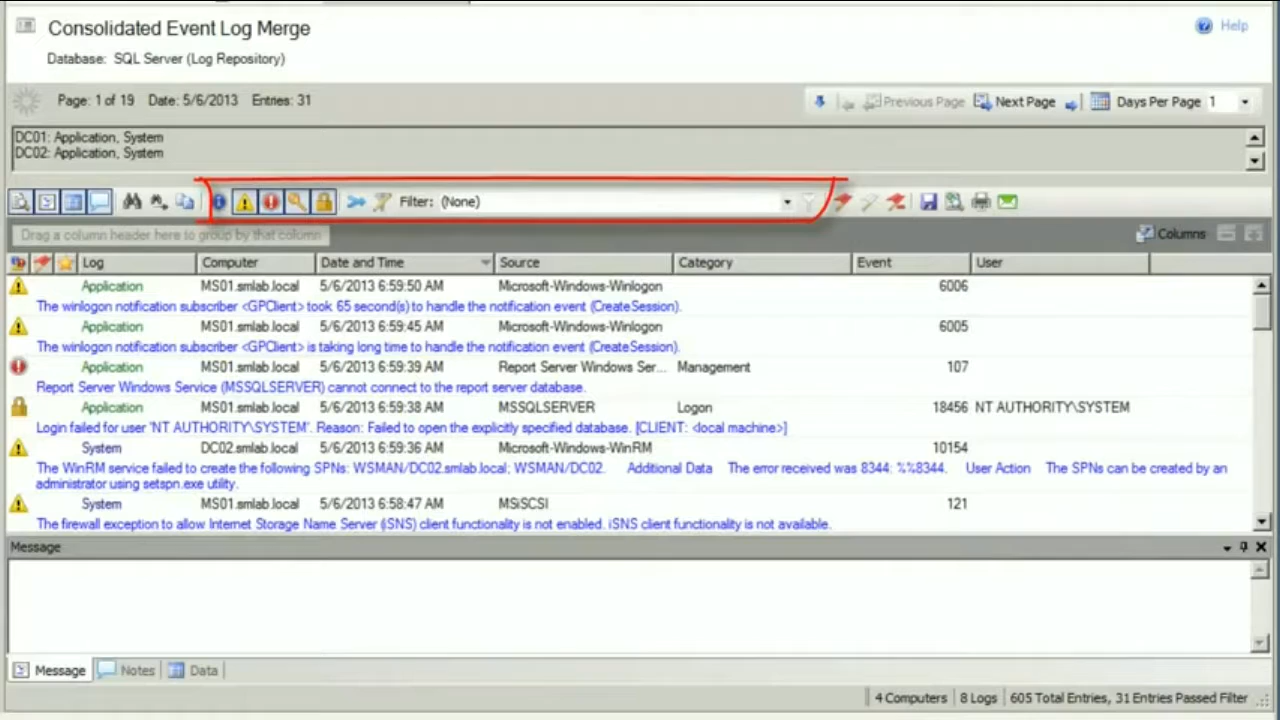 Consolidated Event Log Merge
Help
Database: SQL Server (Log Repository)
Page: 1 of 19 Date: 5/6/2013 Entries: 31
Previous Page Next Page Days Per Page 1
DC01: Application, System
DC02: Application, System
Filter: (None)
Drag a column header here to group by that column
Columns
Log Computer Date and Time Source Category Event User
Application MS01.smlab.local 5/6/2013 6:59:50 AM Microsoft-Windows-Winlogon 6006
The winlogon notification subscriber <GPClient> took 65 second(s) to handle the notification event (CreateSession).
Application MS01.smlab.local 5/6/2013 6:59:45 AM Microsoft-Windows-Winlogon 6005
The winlogon notification subscriber <GPClient> is taking long time to handle the notification event (CreateSession).
Application MS01.smlab.local 5/6/2013 6:59:39 AM Report Server Windows Ser... Management 107
Report Server Windows Service (MSSQLSERVER) cannot connect to the report server database.
Application MS01.smlab.local 5/6/2013 6:59:38 AM MSSQLSERVER Logon 18456 NT AUTHORITY\SYSTEM
Login failed for user 'NT AUTHORITY\SYSTEM'. Reason: Failed to open the explicitly specified database. [CLIENT: <local machine>]
System DC02.smlab.local 5/6/2013 6:59:36 AM Microsoft-Windows-WinRM 10154
The WinRM service failed to create the following SPNs: WSMAN/DC02.smlab.local; WSMAN/DC02. Additional Data The error received was 8344: %%8344. User Action The SPNs can be created by an
administrator using setspn.exe utility.
System MS01.smlab.local 5/6/2013 6:58:47 AM MSiSCSI 121
The firewall exception to allow Internet Storage Name Server (iSNS) client functionality is not enabled. iSNS client functionality is not available.
Message
Message Notes Data
4 Computers 8 Logs 605 Total Entries, 31 Entries Passed Filter